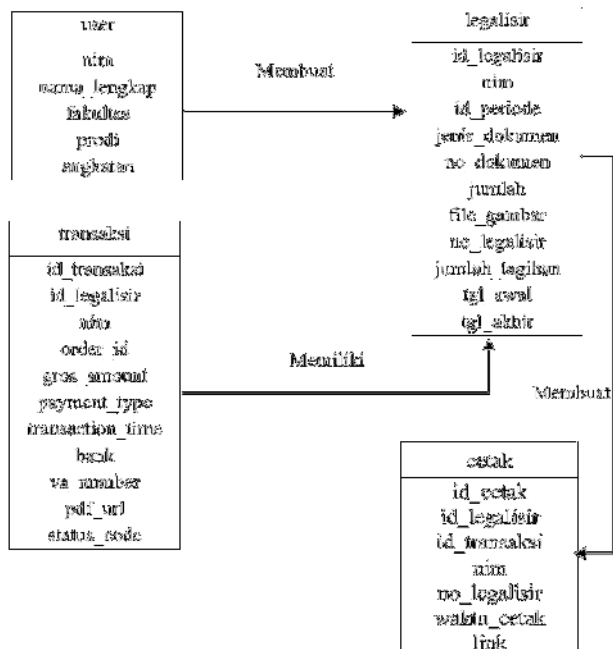 user
nim
nama_lengkap
fakultas
prodi
angkatan
Membuat
legalisir
id_legalisir
nim
id_periode
jenis_dokumen
no_dokumen
jumlah
file_gambar
no_legalisir
jumlah_tagihan
tgl_awal
tgl_akhir
transaksi
id_transaksi
id_legalisir
nim
order_id
gros_amount
payment_type
transaction_time
bank
va_number
pdf_url
status_code
Memiliki
Membuat
cetak
id_cetak
id_legalisir
id_transaksi
nim
no_legalisir
waktu_cetak
link